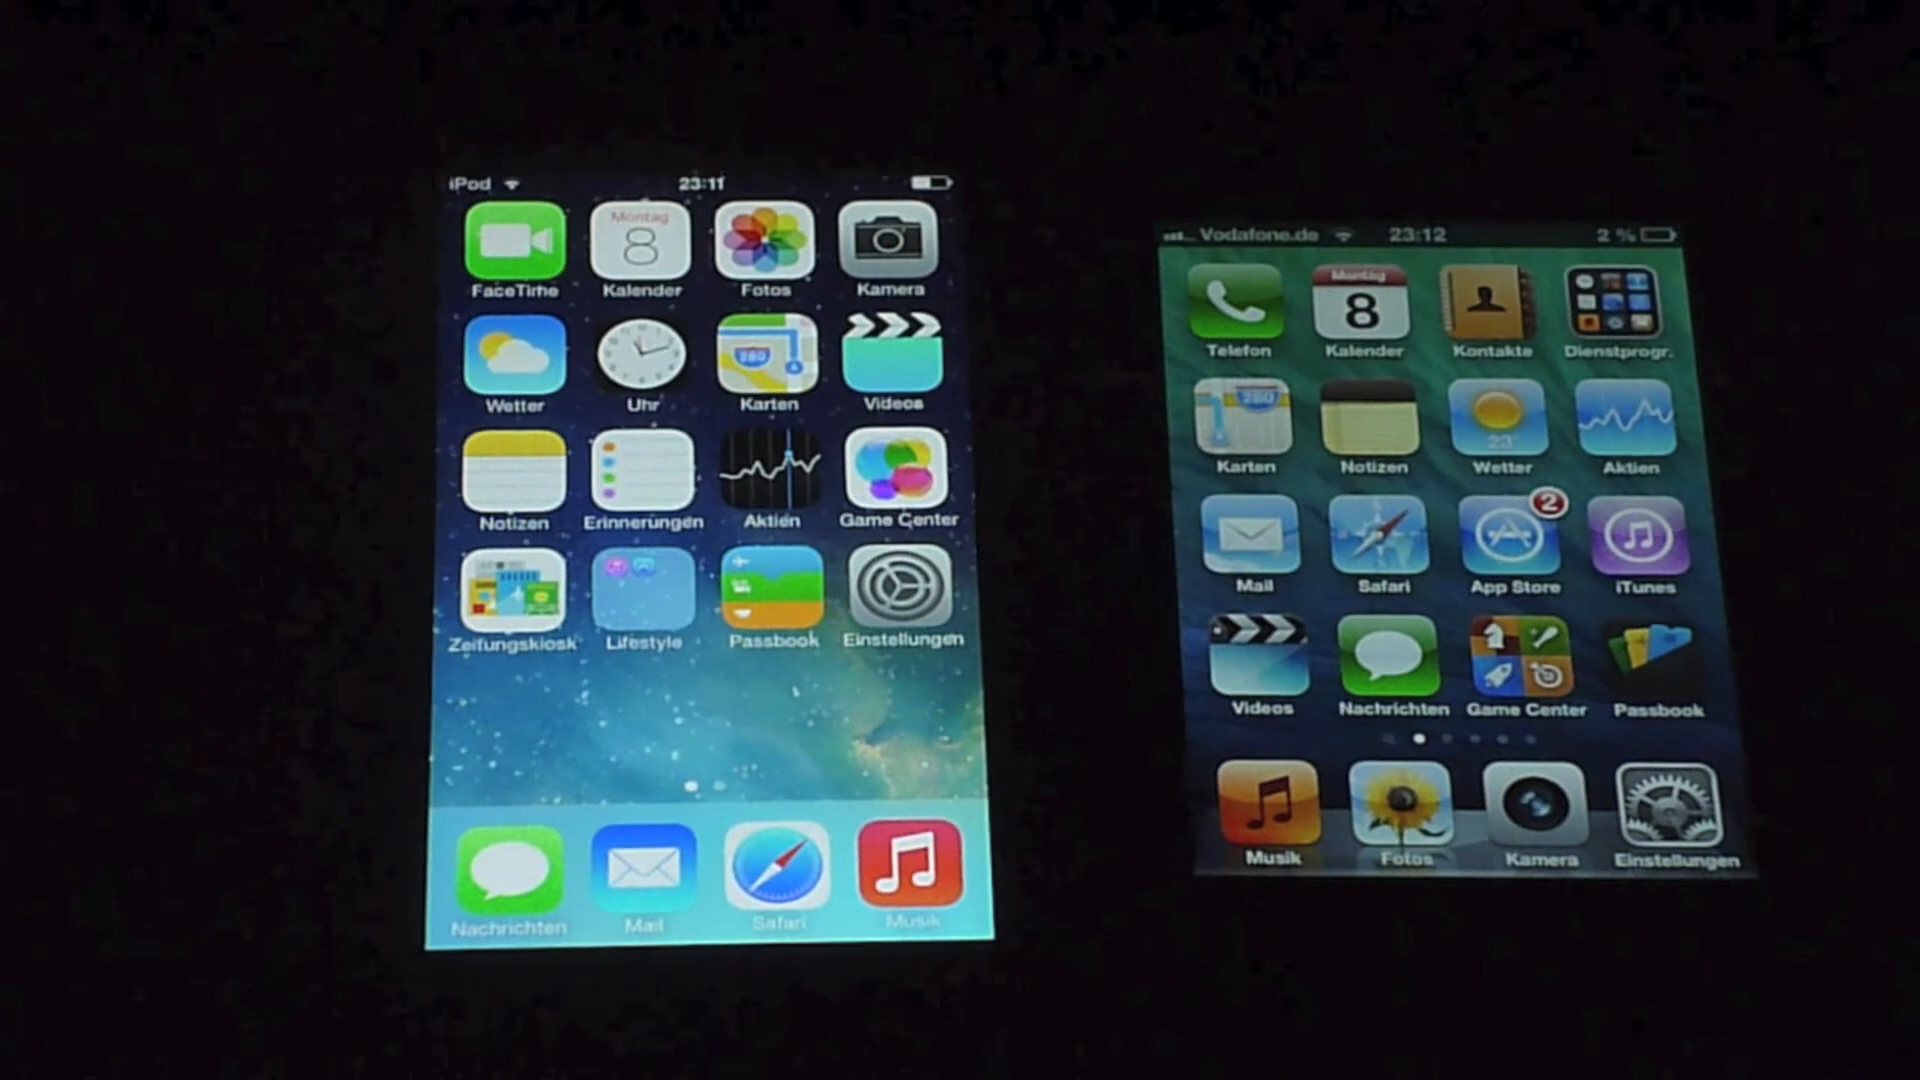 iPod 23:11
Montag
8
FaceTime Kalender Fotos Kamera
280
Wetter Uhr Karten Videos
Notizen Erinnerungen Aktien Game Center
Zeitungskiosk Lifestyle Passbook Einstellungen
Nachrichten Mail Safari Musik
Vodafone.de 23:12 2 %
Montag
8
Telefon Kalender Kontakte Dienstprogr.
280
23°
Karten Notizen Wetter Aktien
2
Mail Safari App Store iTunes
Videos Nachrichten Game Center Passbook
Musik Fotos Kamera Einstellungen